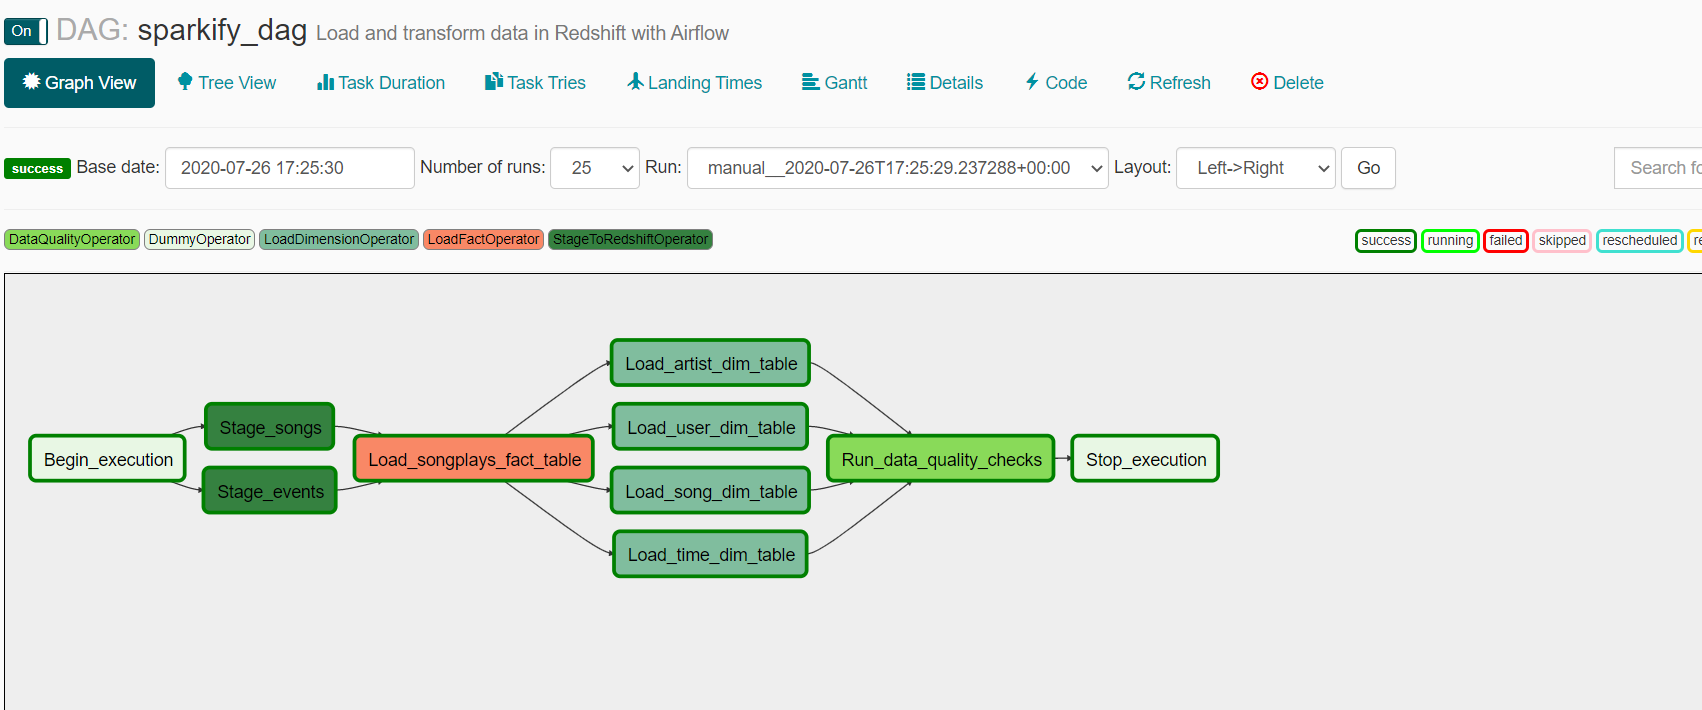 On DAG: sparkify_dag Load and transform data in Redshift with Airflow
Graph View Tree View Task Duration Task Tries Landing Times Gantt Details Code Refresh Delete
success Base date: 2020-07-26 17:25:30 Number of runs: 25 Run: manual__2020-07-26T17:25:29.237288+00:00 Layout: Left->Right Go Search
DataQualityOperator DummyOperator LoadDimensionOperator LoadFactOperator StageToRedshiftOperator success running failed skipped rescheduled
Load_artist_dim_table
Stage_songs Load_user_dim_table
Begin_execution Load_songplays_fact_table Run_data_quality_checks Stop_execution
Stage_events Load_song_dim_table
Load_time_dim_table